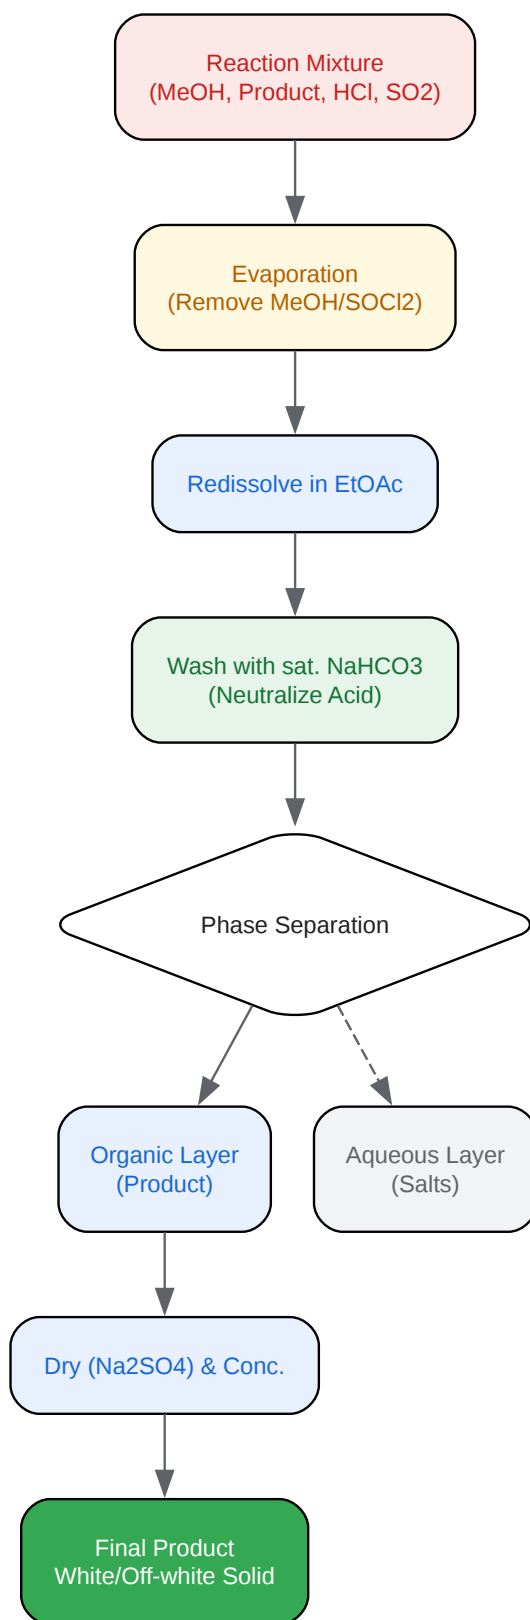 Reaction Mixture
(MeOH, Product, HCl, SO2)
Evaporation
(Remove MeOH/SOCl2)
Redissolve in EtOAc
Wash with sat. NaHCO3
(Neutralize Acid)
Phase Separation
Organic Layer
(Product)
Aqueous Layer
(Salts)
Dry (Na2SO4) & Conc.
Final Product
White/Off-white Solid